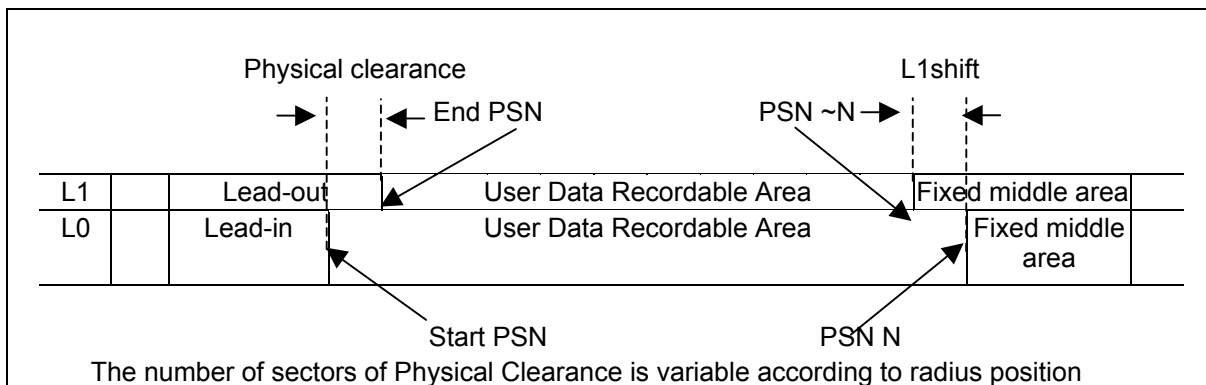 Physical clearance
L1shift
End PSN
PSN ~N
L1
Lead-out
User Data Recordable Area
Fixed middle area
L0
Lead-in
User Data Recordable Area
Fixed middle
area
Start PSN
PSN N
The number of sectors of Physical Clearance is variable according to radius position